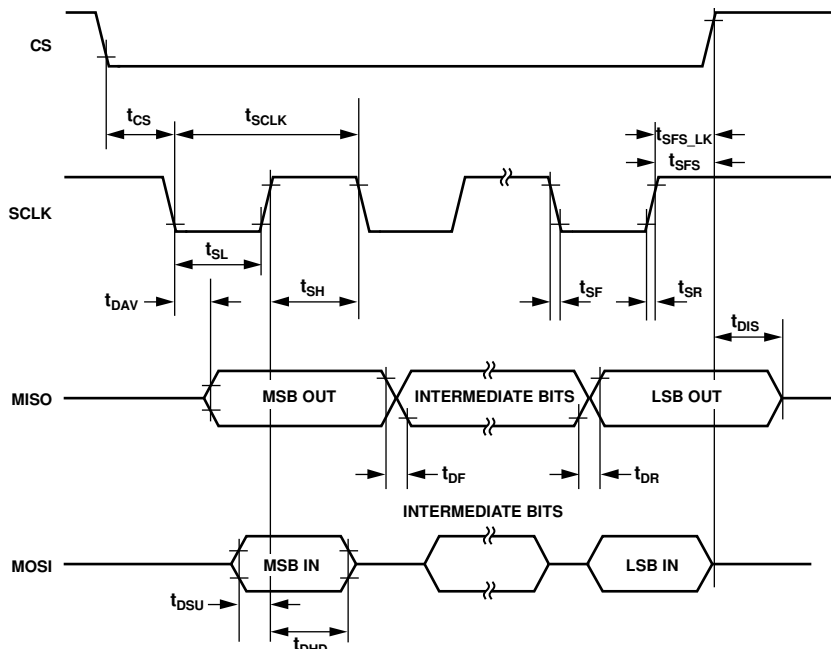 CS
tCS
tSCLK
tSFS_LK
tSFS
SCLK
tSL
tSH
tSF
tSR
tDAV
tDIS
MISO
MSB OUT
INTERMEDIATE BITS
LSB OUT
tDF
tDR
INTERMEDIATE BITS
MOSI
MSB IN
LSB IN
tDSU
tDHD